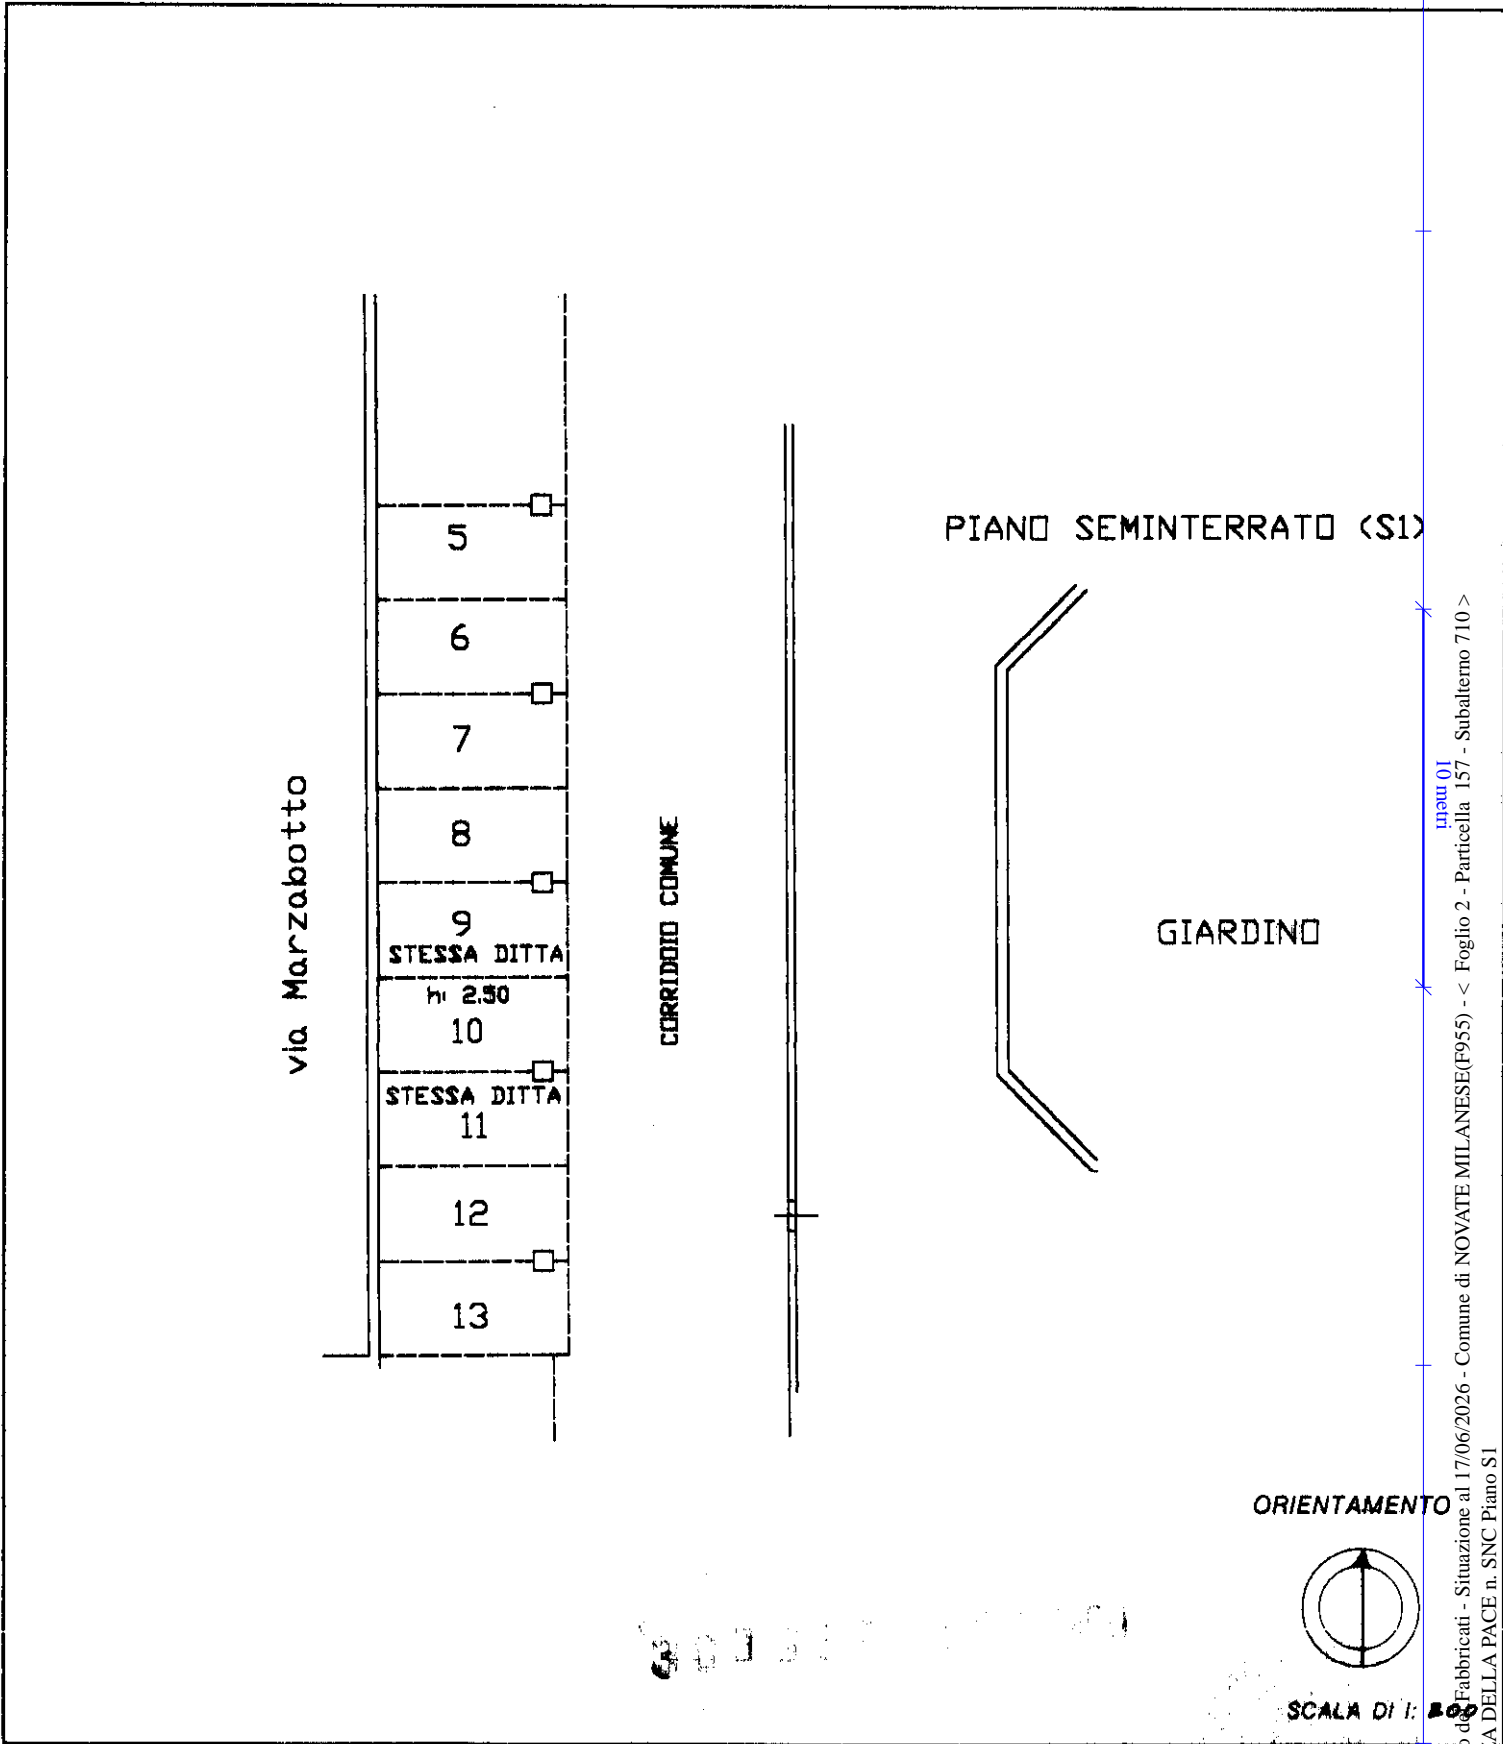 PIANO SEMINTERRATO (S1)
5
6
7
8
9
STESSA DITTA
hi 2.50
10
STESSA DITTA
11
12
13
via Marzabotto
CORRIDOIO COMUNE
GIARDINO
10 metri
Fabbricati - Situazione al 17/06/2026 - Comune di NOVATE MILANESE(F955) - < Foglio 2 - Particella 157 - Subalterno 710 >
DELLA PACE n. SNC Piano S1
ORIENTAMENTO
SCALA DI 1: 200